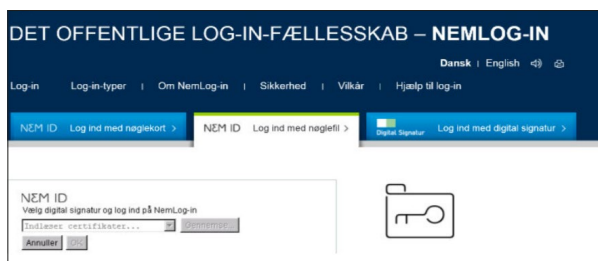 DET OFFENTLIGE LOG-IN-FÆLLESSKAB – NEMLOG-IN
Dansk | English
Log-in Log-in-typer | Om NemLog-in | Sikkerhed | Vilkår | Hjælp til log-in
NEM ID Log ind med nøglekort > NEM ID Log ind med nøglefil > Digital Signatur Log ind med digital signatur >
NEM ID
Vælg digital signatur og log ind på NemLog-in
Indlæser certifikater... Gennemse...
Annuller OK